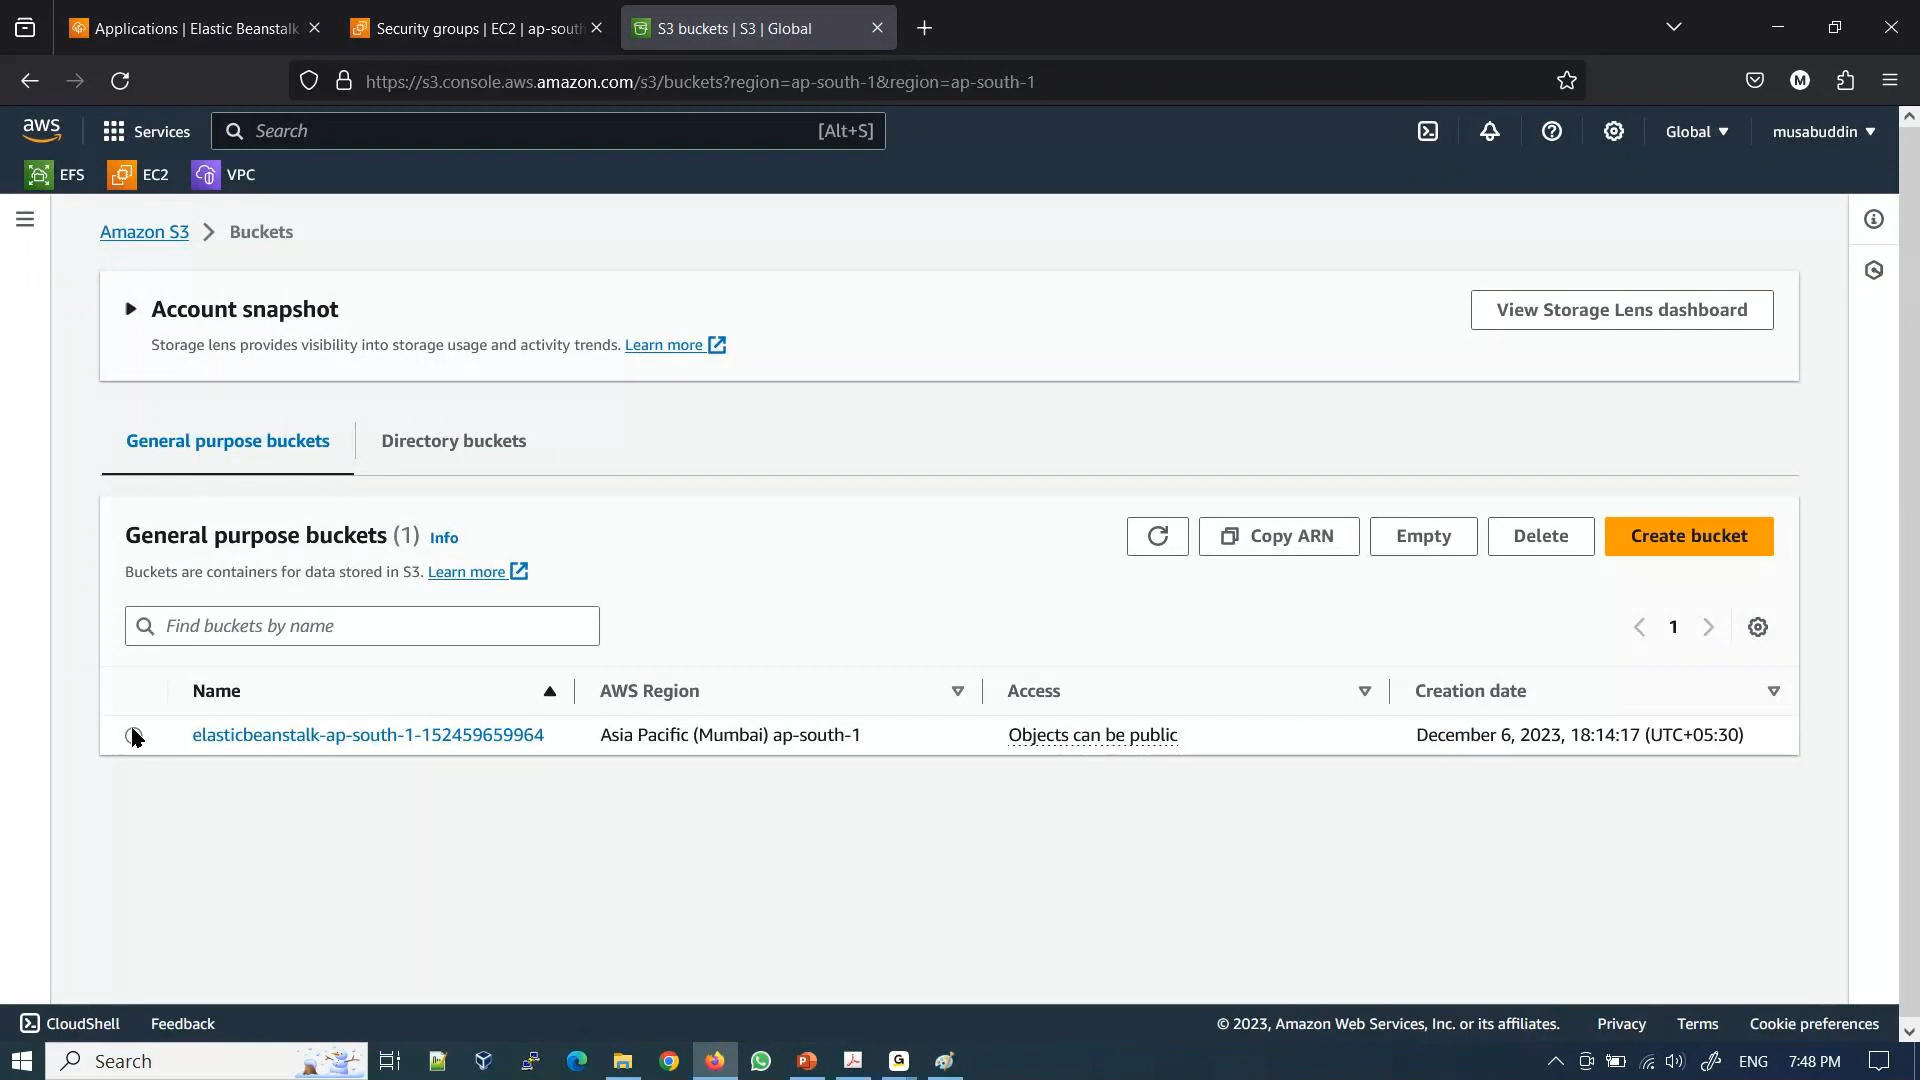 Applications | Elastic Beanstalk
Security groups | EC2 | ap-south
S3 buckets | S3 | Global
https://s3.console.aws.amazon.com/s3/buckets?region=ap-south-1&region=ap-south-1
M
aws
Services
Search
[Alt+S]
Global
musabuddin
EFS
EC2
VPC
Amazon S3
Buckets
Account snapshot
View Storage Lens dashboard
Storage lens provides visibility into storage usage and activity trends. Learn more
General purpose buckets
Directory buckets
General purpose buckets (1) Info
Copy ARN
Empty
Delete
Create bucket
Buckets are containers for data stored in S3. Learn more
Find buckets by name
1
Name
AWS Region
Access
Creation date
elasticbeanstalk-ap-south-1-152459659964
Asia Pacific (Mumbai) ap-south-1
Objects can be public
December 6, 2023, 18:14:17 (UTC+05:30)
CloudShell
Feedback
© 2023, Amazon Web Services, Inc. or its affiliates.
Privacy
Terms
Cookie preferences
Search
G
ENG
7:48 PM